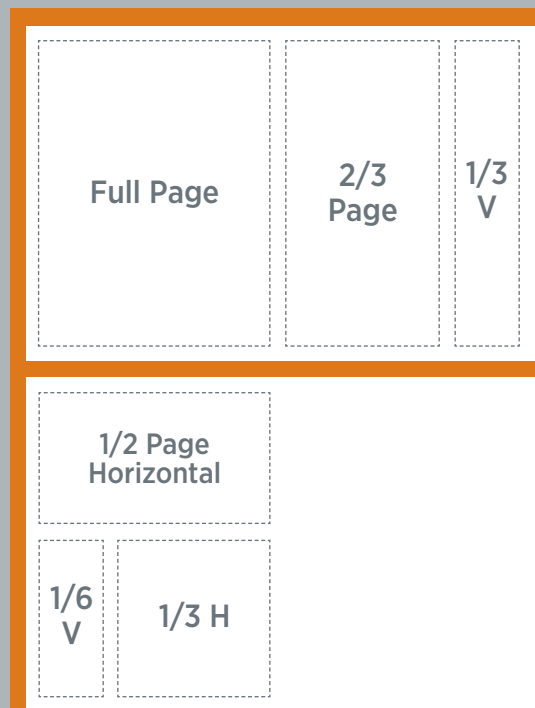 Full Page
2/3
Page
1/3
V
1/2 Page
Horizontal
1/6
V
1/3 H